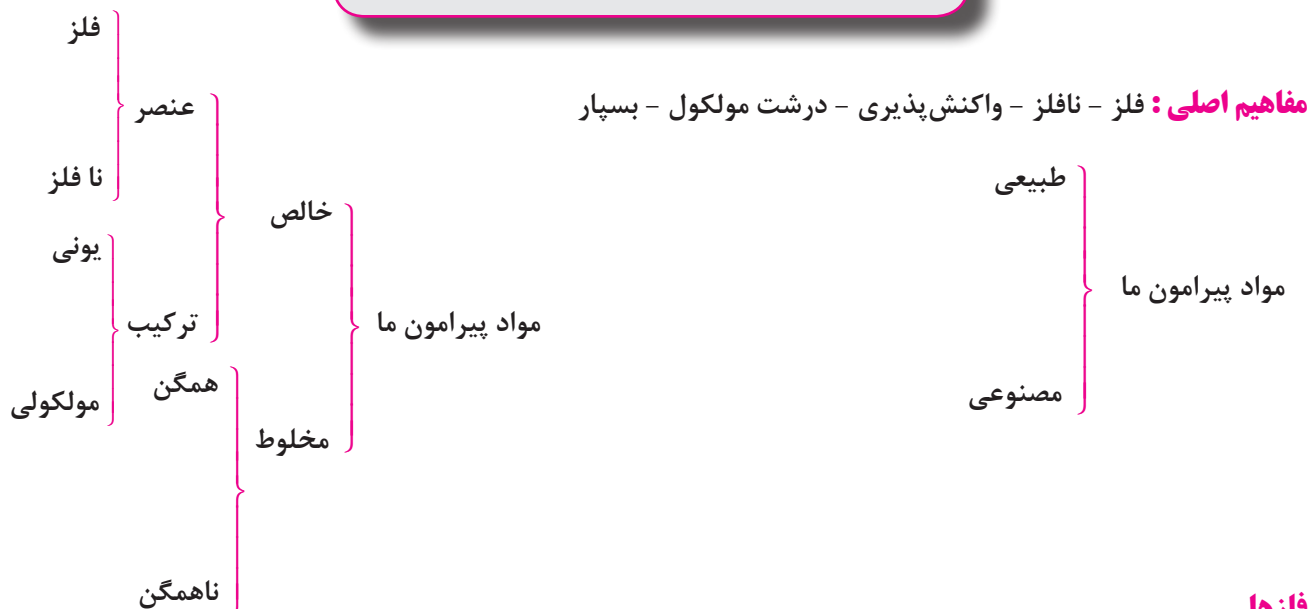 مفاهیم اصلی : فلز – نافلز – واکنش‌پذیری – درشت مولکول – بسپار
مواد پیرامون ما
طبیعی
مصنوعی
مواد پیرامون ما
خالص
عنصر
فلز
نا فلز
ترکیب
یونی
مولکولی
مخلوط
همگن
ناهمگن
فلزها